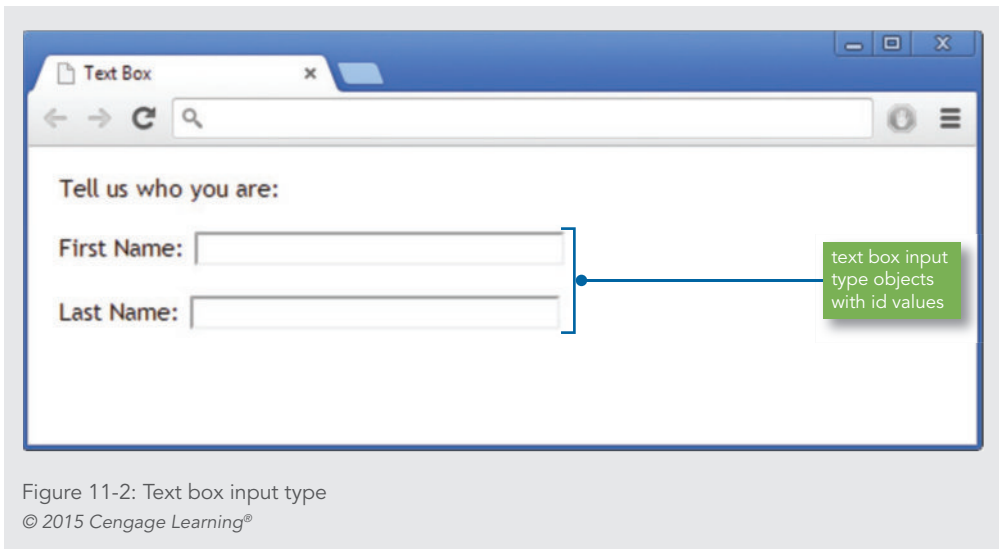 Text Box
Tell us who you are:
First Name:
Last Name:
text box input
type objects
with id values
Figure 11-2: Text box input type
© 2015 Cengage Learning®